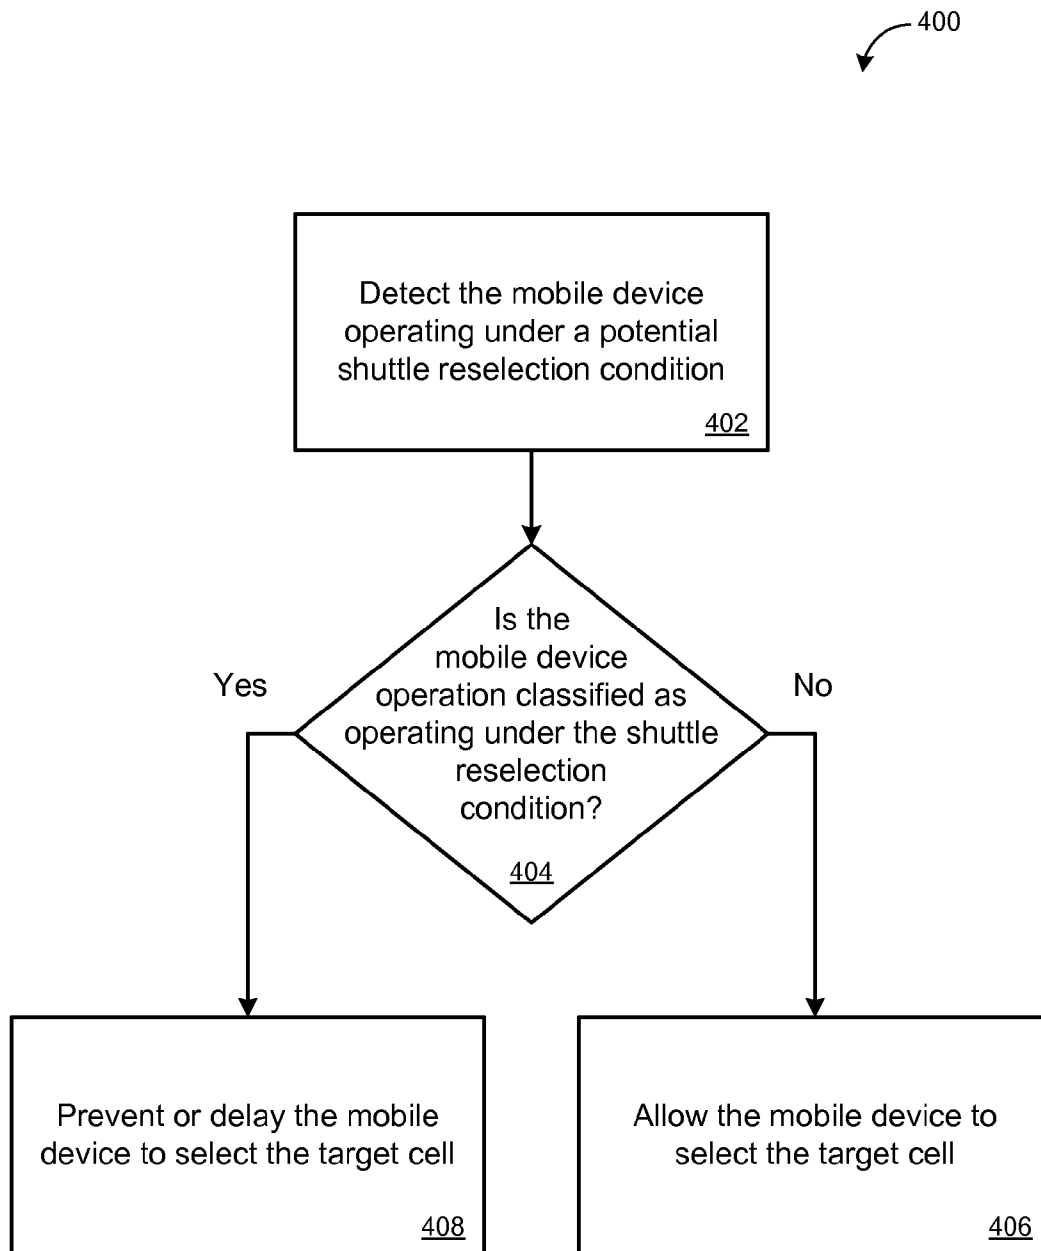 400
Detect the mobile device
operating under a potential
shuttle reselection condition
402
Is the
mobile device
operation classified as
operating under the shuttle
reselection
condition?
404
Yes
No
Prevent or delay the mobile
device to select the target cell
408
Allow the mobile device to
select the target cell
406